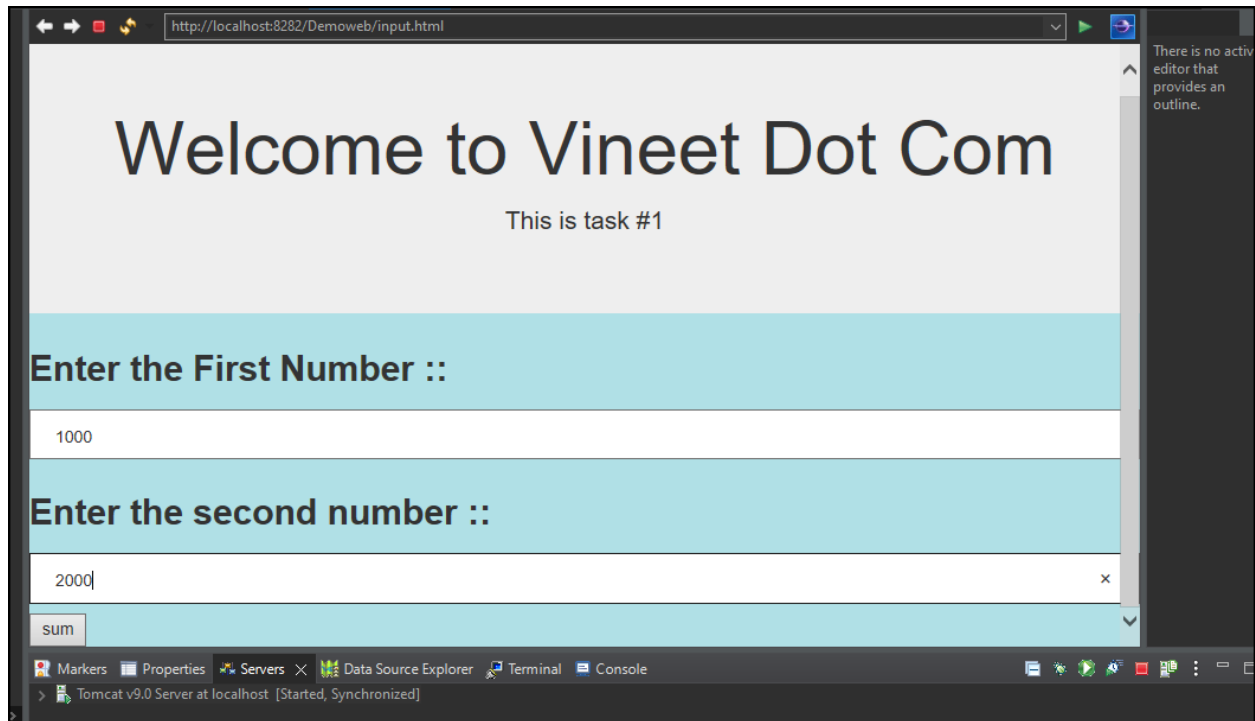 http://localhost:8282/Demoweb/input.html
There is no activ
editor that
provides an
outline.
Welcome to Vineet Dot Com
This is task #1
Enter the First Number ::
1000
Enter the second number ::
2000
sum
Markers Properties Servers Data Source Explorer Terminal Console
Tomcat v9.0 Server at localhost [Started, Synchronized]